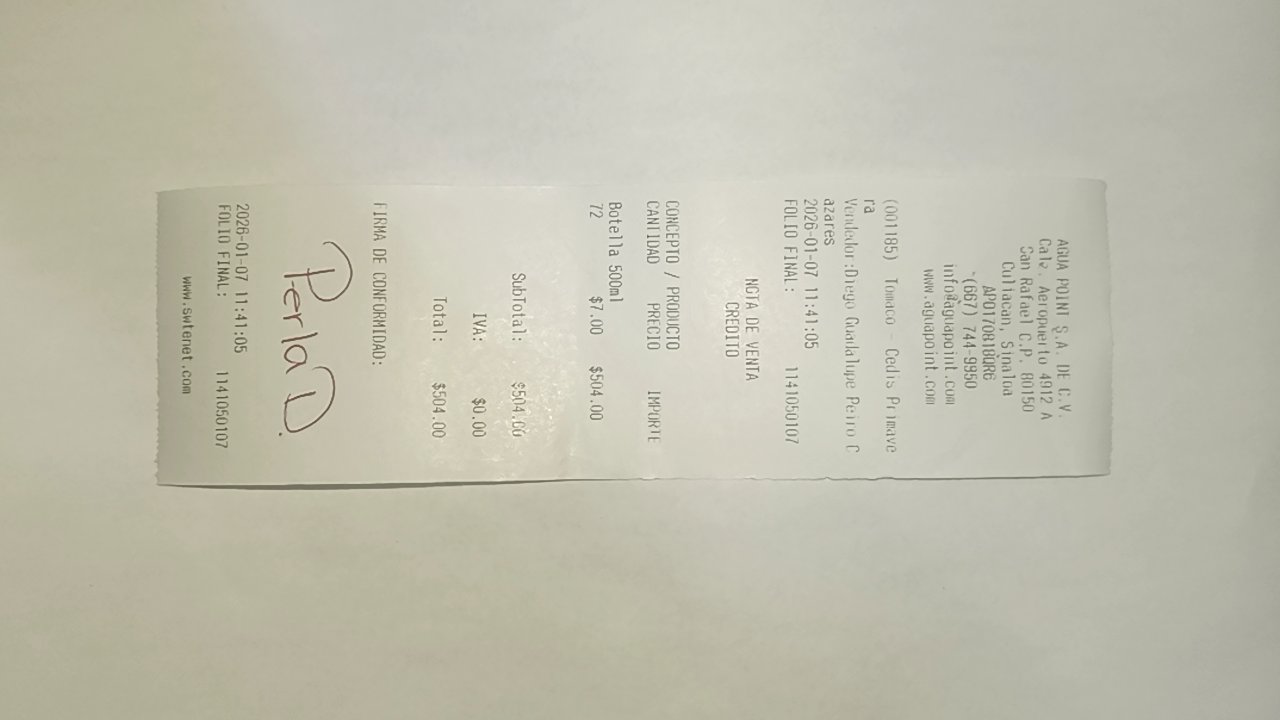 AGUA POINT S.A. DE C.V.
Calz. Aeropuerto 4912 A
San Rafael C.P. 80150
Culiacan, Sinaloa
APO170818QR6
(667) 744-9950
info@aguapoint.com
www.aguapoint.com
(001185) Tomaco - Cedis Primave
ra
Vendedor:Diego Guadalupe Peiro C
azares
2026-01-07 11:41:05
FOLIO FINAL: 1141050107
NOTA DE VENTA
CREDITO
CONCEPTO / PRODUCTO
CANTIDAD PRECIO IMPORTE
Botella 500ml
72 $7.00 $504.00
SubTotal: $504.00
IVA: $0.00
Total: $504.00
FIRMA DE CONFORMIDAD:
Perla D.
2026-01-07 11:41:05
FOLIO FINAL: 1141050107
www.swtenet.com